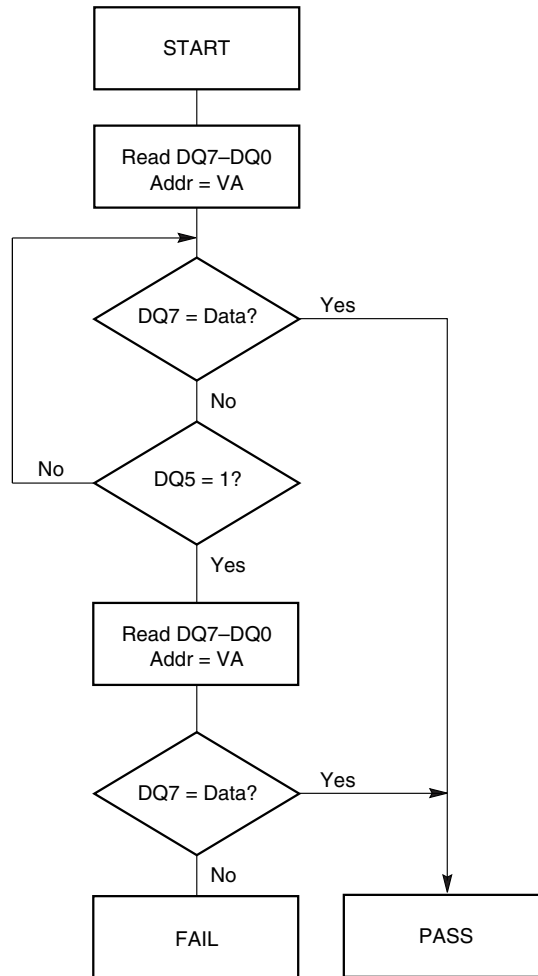 START
Read DQ7–DQ0
Addr = VA
DQ7 = Data?
Yes
No
No
DQ5 = 1?
Yes
Read DQ7–DQ0
Addr = VA
DQ7 = Data?
Yes
No
FAIL
PASS